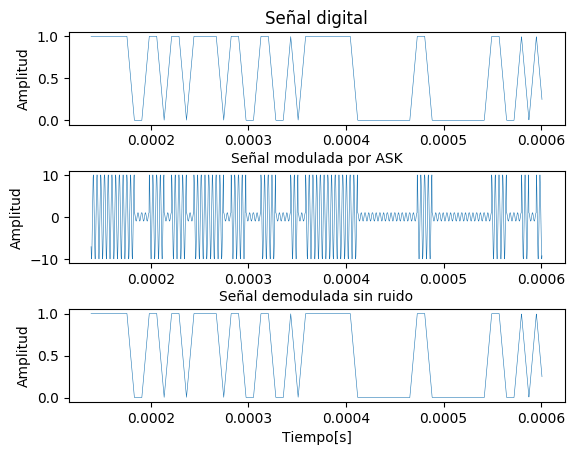 Señal digital
Amplitud
1.0
0.5
0.0
0.0002 0.0003 0.0004 0.0005 0.0006
Señal modulada por ASK
Amplitud
10
0
−10
0.0002 0.0003 0.0004 0.0005 0.0006
Señal demodulada sin ruido
Amplitud
1.0
0.5
0.0
0.0002 0.0003 0.0004 0.0005 0.0006
Tiempo[s]